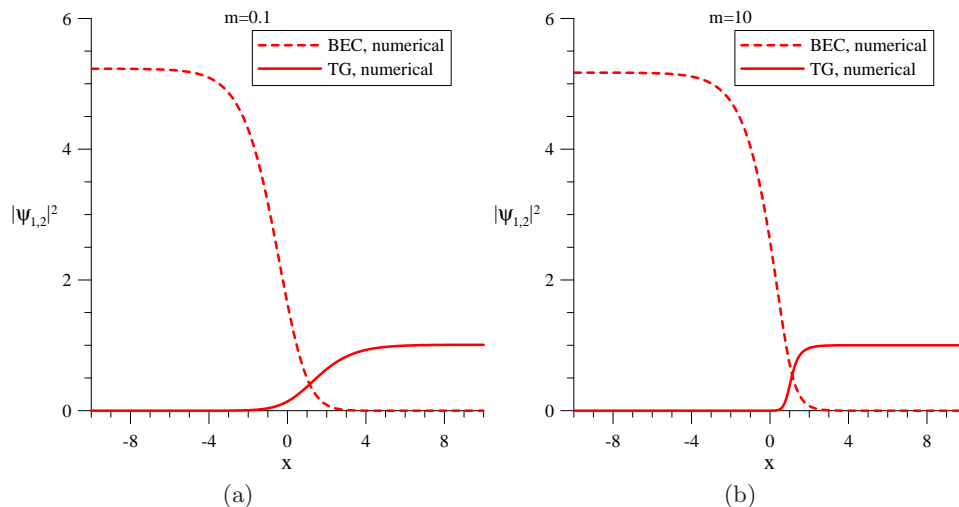 m=0.1
BEC, numerical
TG, numerical
6
4
2
0
|ψ1,2|²
-8 -4 0 4 8
x
(a)
m=10
BEC, numerical
TG, numerical
6
4
2
0
|ψ1,2|²
-8 -4 0 4 8
x
(b)